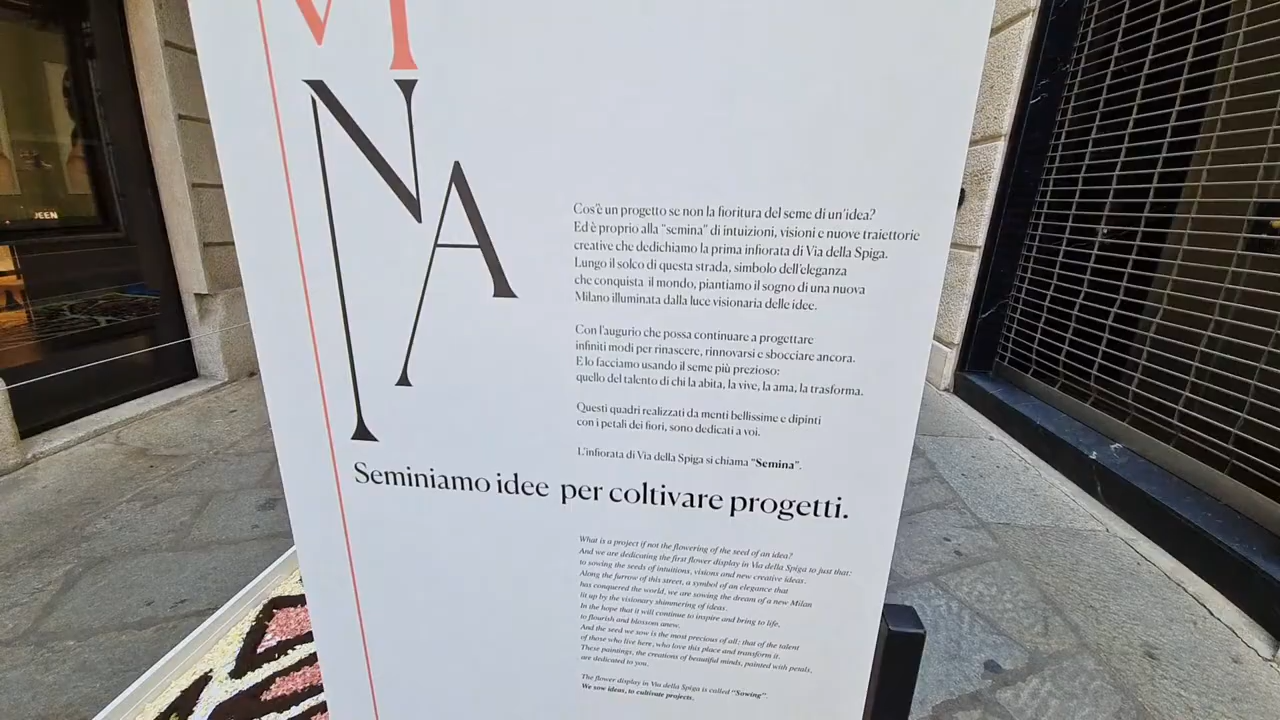 MI
NA
JEEN
Cos'è un progetto se non la fioritura del seme di un'idea?
Ed è proprio alla "semina" di intuizioni, visioni e nuove traiettorie
creative che dedichiamo la prima infiorata di Via della Spiga.
Lungo il solco di questa strada, simbolo dell'eleganza
che conquista il mondo, piantiamo il sogno di una nuova
Milano illuminata dalla luce visionaria delle idee.
Con l'augurio che possa continuare a progettare
infiniti modi per rinascere, rinnovarsi e sbocciare ancora.
E lo facciamo usando il seme più prezioso:
quello del talento di chi la abita, la vive, la ama, la trasforma.
Questi quadri realizzati da menti bellissime e dipinti
con i petali dei fiori, sono dedicati a voi.
L'infiorata di Via della Spiga si chiama "Semina".
Seminiamo idee per coltivare progetti.
What is a project if not the flowering of the seed of an idea?
And we are dedicating the first flower display in Via della Spiga to just that:
to sowing the seeds of intuitions, visions and new creative ideas.
Along the furrow of this street, a symbol of an elegance that
has conquered the world, we are sowing the dream of a new Milan
lit up by the visionary shimmering of ideas.
In the hope that it will continue to inspire and bring to life,
to flourish and blossom anew.
And the seed we sow is the most precious of all: that of the talent
of those who live here, who love this place and transform it.
These paintings, the creations of beautiful minds, painted with petals,
are dedicated to you.
The flower display in Via della Spiga is called "Sowing".
We sow ideas, to cultivate projects.